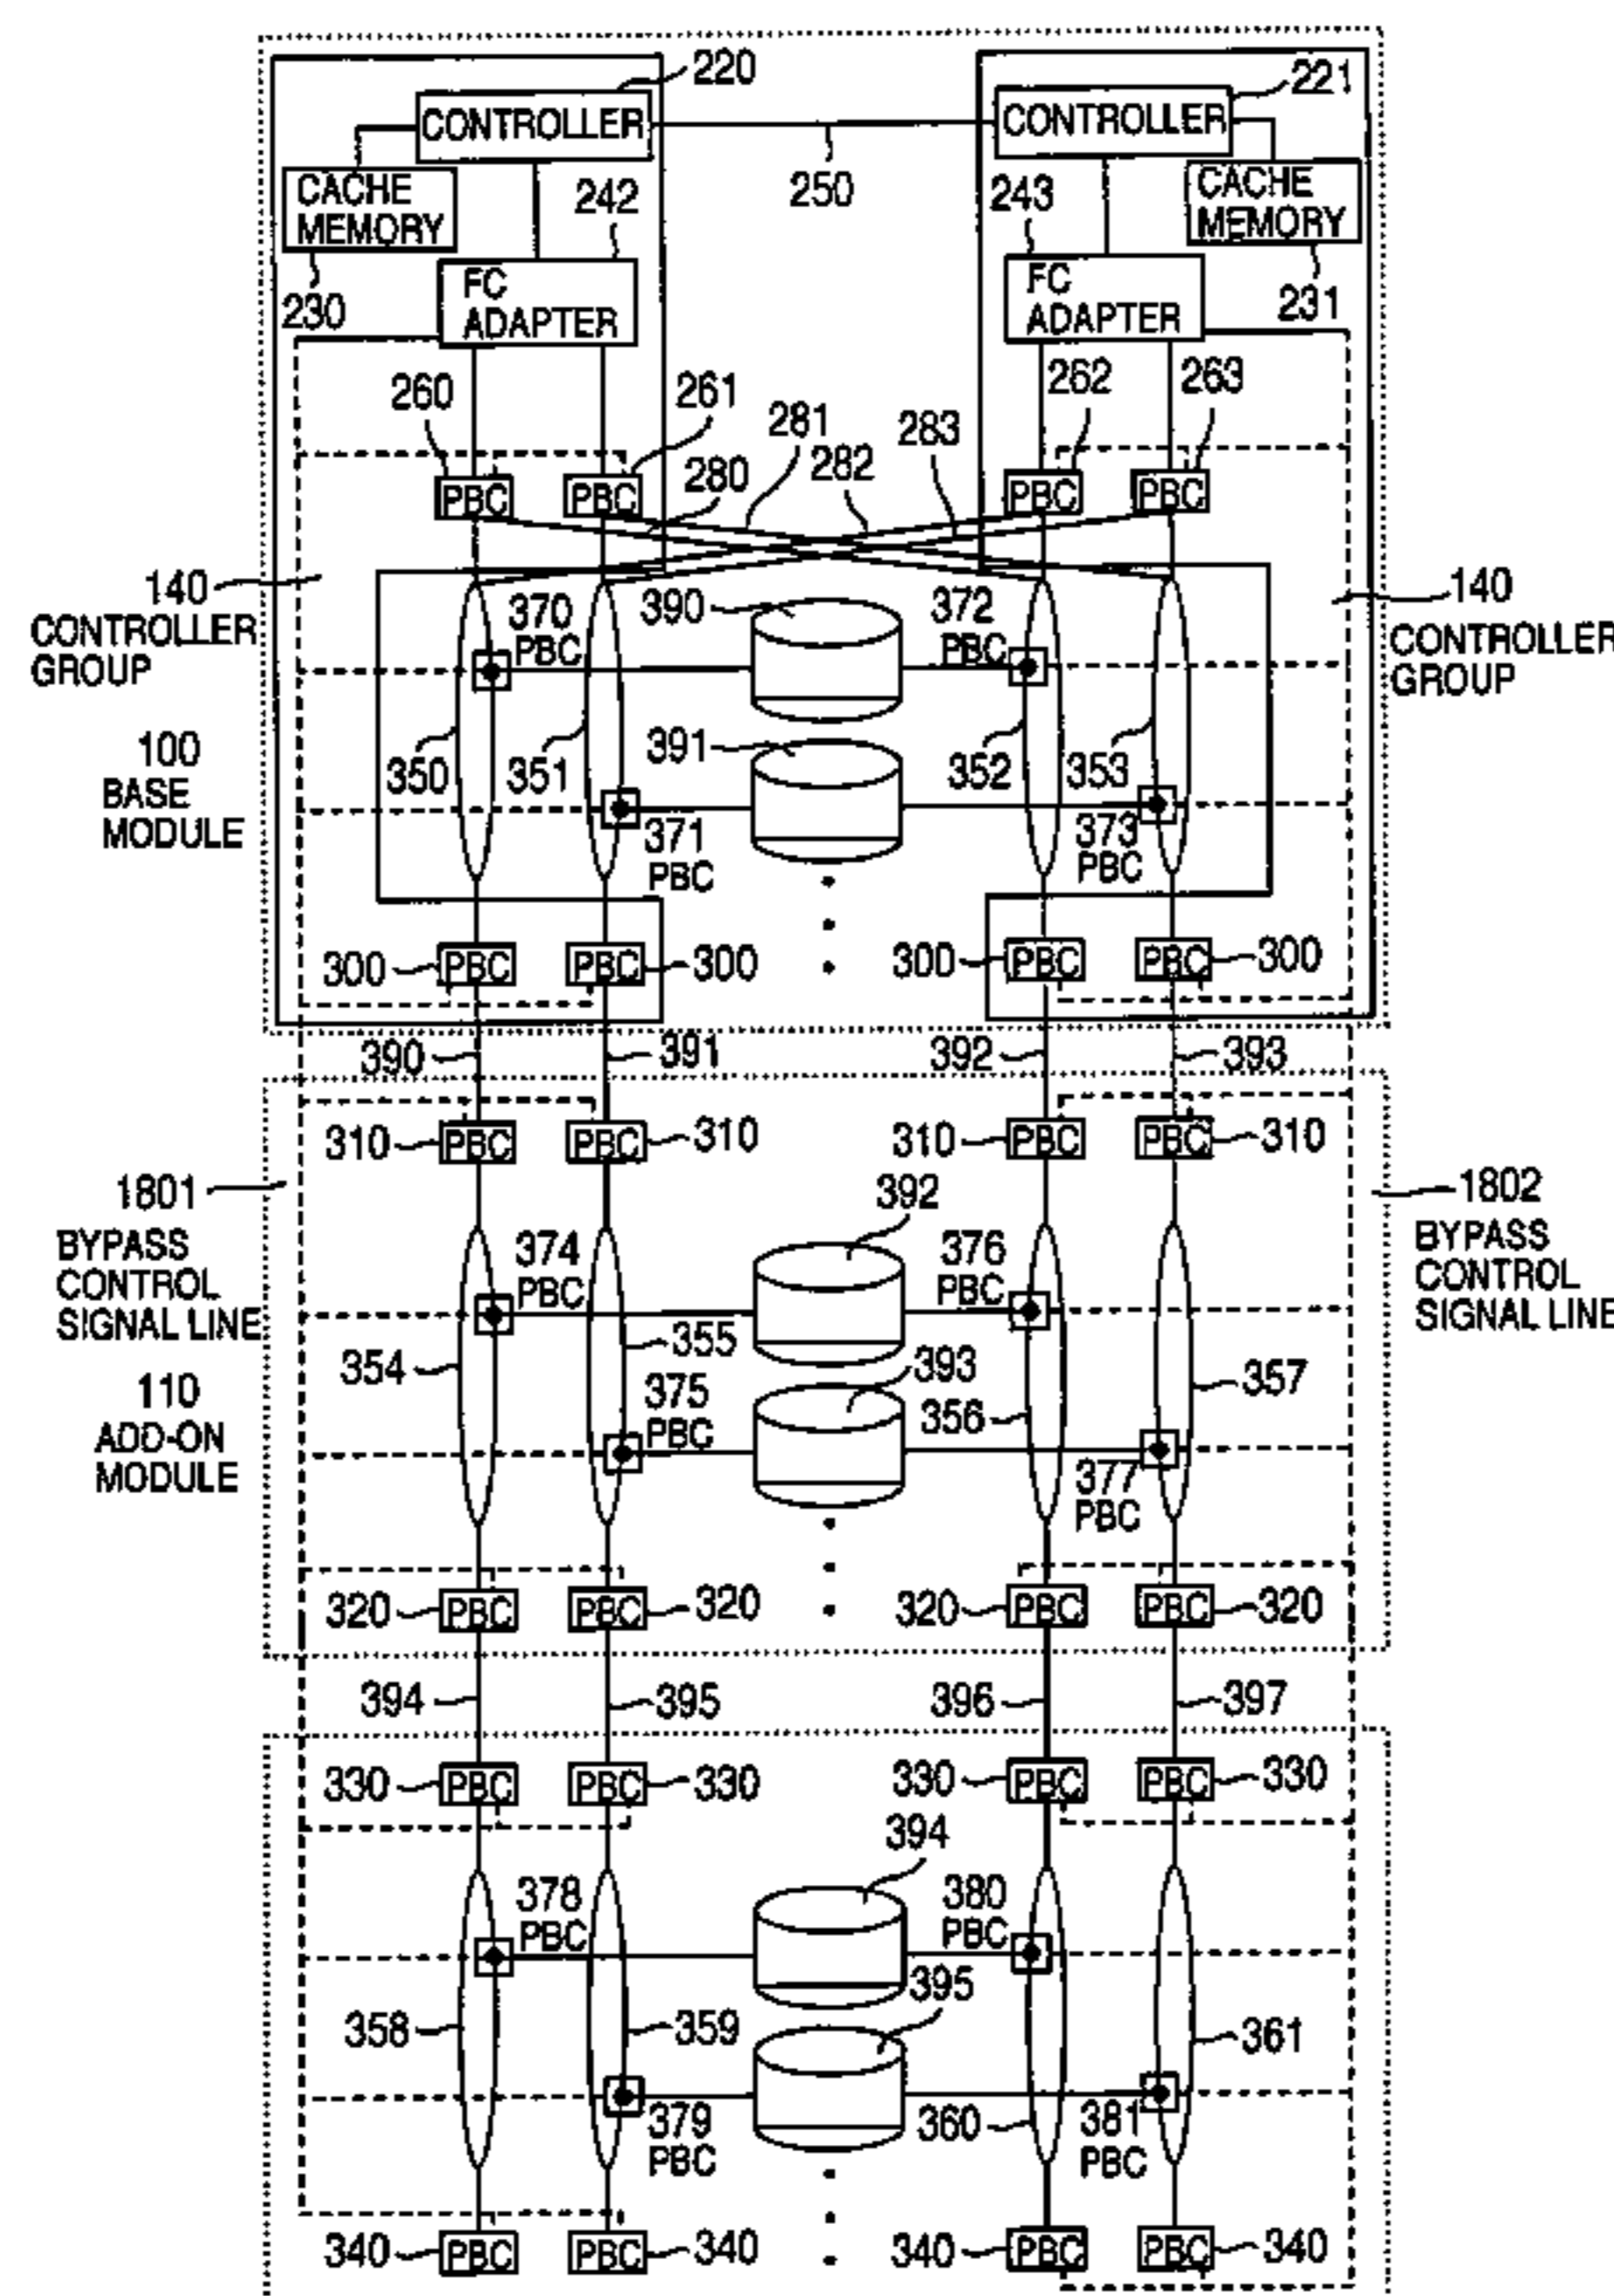 220
221
CONTROLLER
CONTROLLER
250
CACHE
MEMORY
242
243
CACHE
MEMORY
230
FC
ADAPTER
FC
ADAPTER
231
260
261
262
263
281
283
280
282
PBC
PBC
PBC
PBC
140
CONTROLLER
GROUP
140
CONTROLLER
GROUP
370
PBC
390
372
PBC
100
BASE
MODULE
350
351
391
352
353
371
PBC
373
PBC
300
PBC
PBC
300
300
PBC
PBC
300
390
391
392
393
310
PBC
PBC
310
310
PBC
PBC
310
1801
BYPASS
CONTROL
SIGNAL LINE
1802
BYPASS
CONTROL
SIGNAL LINE
392
374
PBC
376
PBC
354
355
393
357
110
ADD-ON
MODULE
375
PBC
356
377
PBC
320
PBC
PBC
320
320
PBC
PBC
320
394
395
396
397
330
PBC
PBC
330
330
PBC
PBC
330
394
378
PBC
380
PBC
395
358
359
361
379
PBC
360
381
PBC
340
PBC
PBC
340
340
PBC
PBC
340